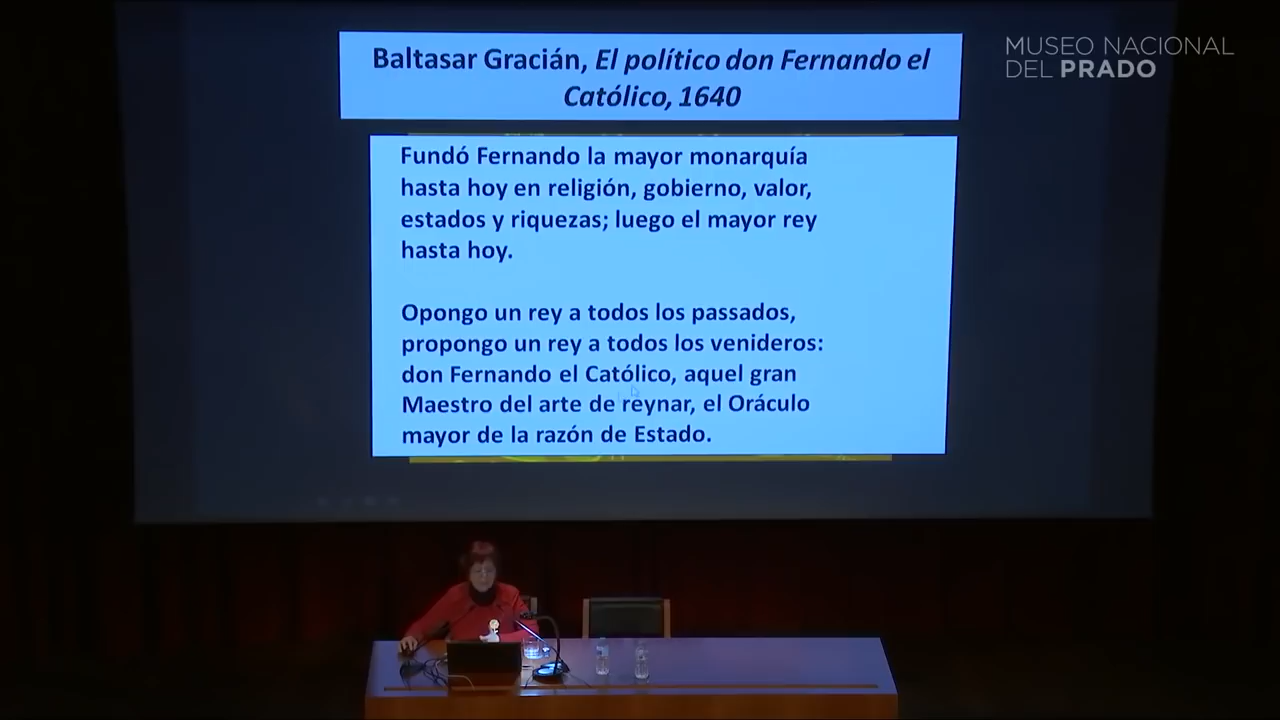 Baltasar Gracián, El político don Fernando el
Católico, 1640
MUSEO NACIONAL
DEL PRADO
Fundó Fernando la mayor monarquía
hasta hoy en religión, gobierno, valor,
estados y riquezas; luego el mayor rey
hasta hoy.
Opongo un rey a todos los passados,
propongo un rey a todos los venideros:
don Fernando el Católico, aquel gran
Maestro del arte de reynar, el Oráculo
mayor de la razón de Estado.